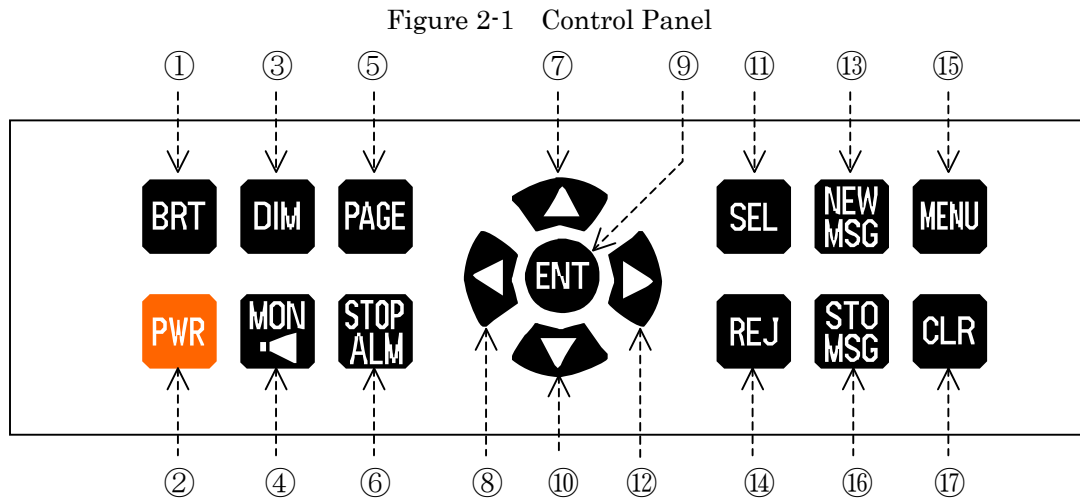 Figure 2-1 Control Panel
① ③ ⑤ ⑦ ⑨ ⑪ ⑬ ⑮
BRT DIM PAGE SEL NEW MSG MENU
ENT
PWR MON STOP ALM REJ STO MSG CLR
② ④ ⑥ ⑧ ⑩ ⑫ ⑭ ⑯ ⑰